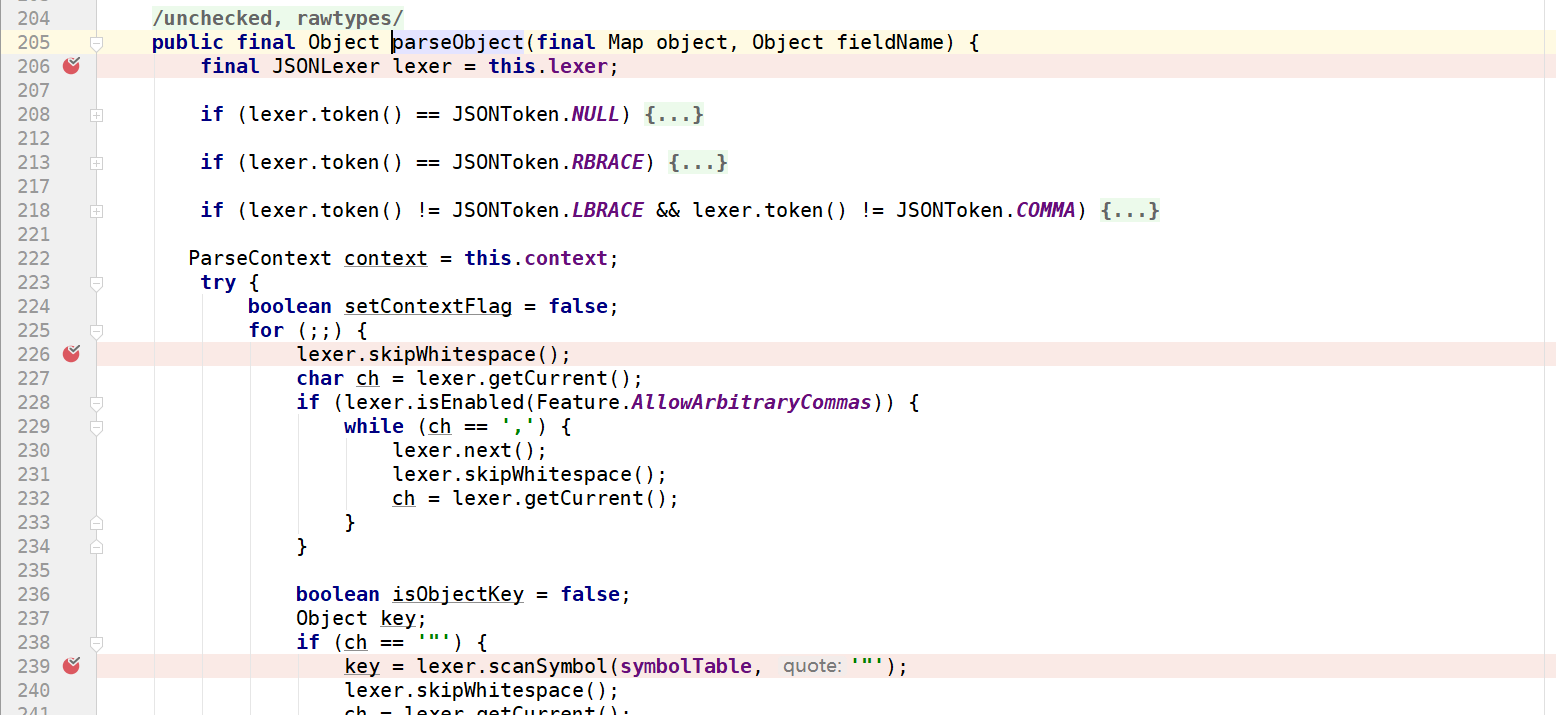 204 /unchecked, rawtypes/
205 public final Object parseObject(final Map object, Object fieldName) {
206 final JSONLexer lexer = this.lexer;
207
208 if (lexer.token() == JSONToken.NULL) {...}
212
213 if (lexer.token() == JSONToken.RBRACE) {...}
217
218 if (lexer.token() != JSONToken.LBRACE && lexer.token() != JSONToken.COMMA) {...}
221
222 ParseContext context = this.context;
223 try {
224 boolean setContextFlag = false;
225 for (;;) {
226 lexer.skipWhitespace();
227 char ch = lexer.getCurrent();
228 if (lexer.isEnabled(Feature.AllowArbitraryCommas)) {
229 while (ch == ',') {
230 lexer.next();
231 lexer.skipWhitespace();
232 ch = lexer.getCurrent();
233 }
234 }
235
236 boolean isObjectKey = false;
237 Object key;
238 if (ch == '"') {
239 key = lexer.scanSymbol(symbolTable, quote: '"');
240 lexer.skipWhitespace();
241 ch = lexer.getCurrent();